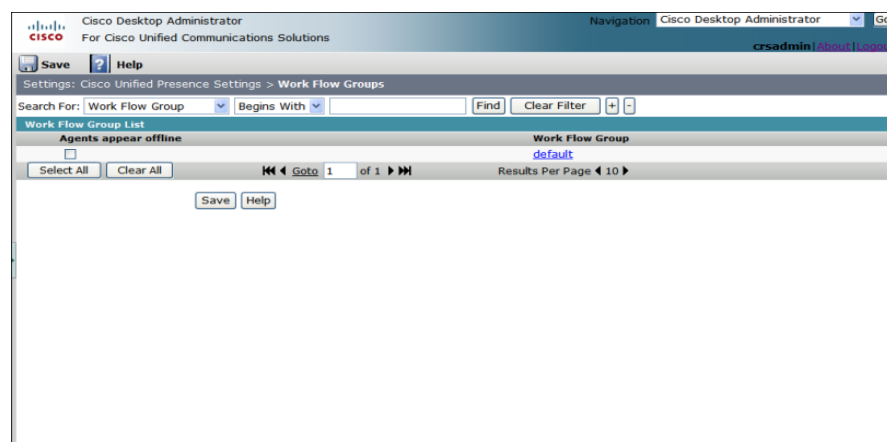 Cisco Desktop Administrator
Navigation Cisco Desktop Administrator
CISCO For Cisco Unified Communications Solutions
crsadmin|About|Logout
Save ? Help
Settings: Cisco Unified Presence Settings > Work Flow Groups
Search For: Work Flow Group Begins With Find Clear Filter + -
Work Flow Group List
Agents appear offline Work Flow Group
default
Select All Clear All Goto 1 of 1 Results Per Page 10
Save Help